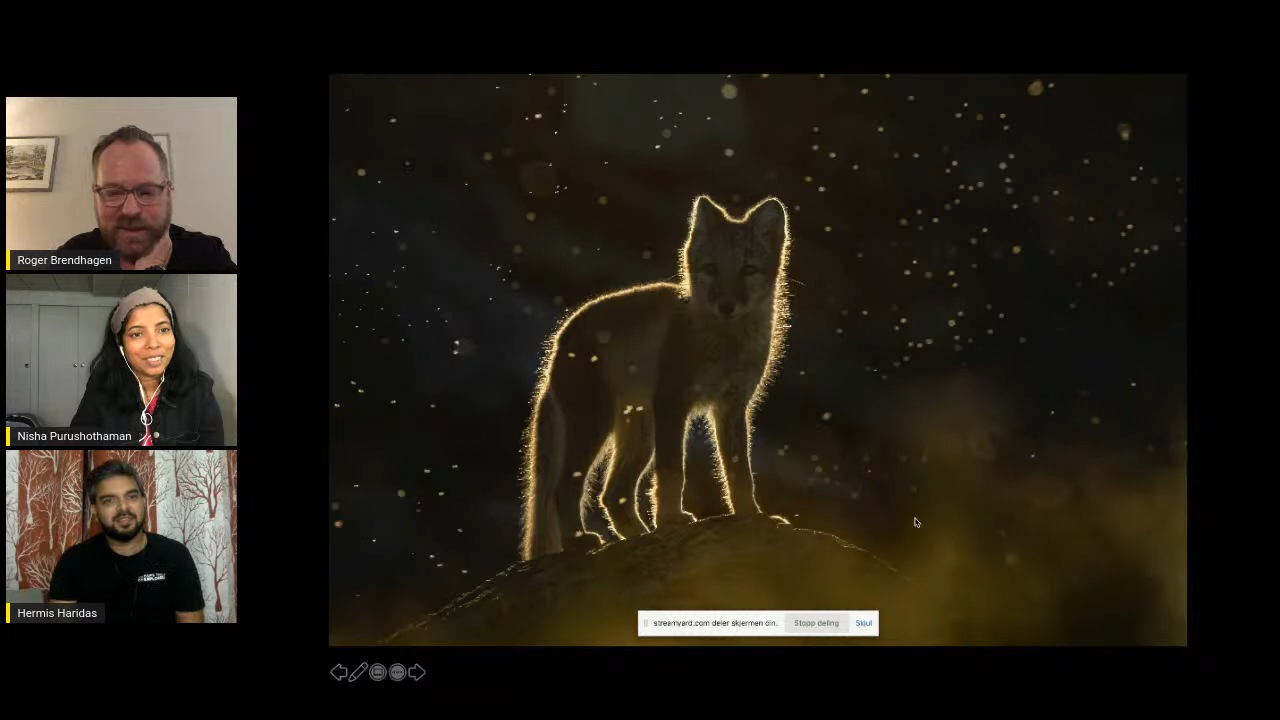 Roger Brendhagen
Nisha Purushothaman
Hermis Haridas
streamyard.com deler skjermen din.
Stopp deling
Skjul